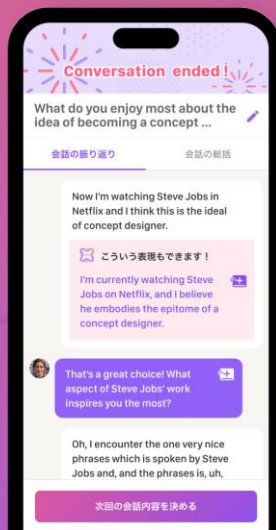 Conversation ended!
What do you enjoy most about the
idea of becoming a concept ...
会話の振り返り
会話の総括
Now I'm watching Steve Jobs in
Netflix and I think this is the ideal
of concept designer.
こういう表現もできます！
I'm currently watching Steve
Jobs on Netflix, and I believe
he embodies the epitome of a
concept designer.
That's a great choice! What
aspect of Steve Jobs' work
inspires you the most?
Oh, I encounter the one very nice
phrases which is spoken by Steve
Jobs and, and the phrases is, uh,
次回の会話内容を決める